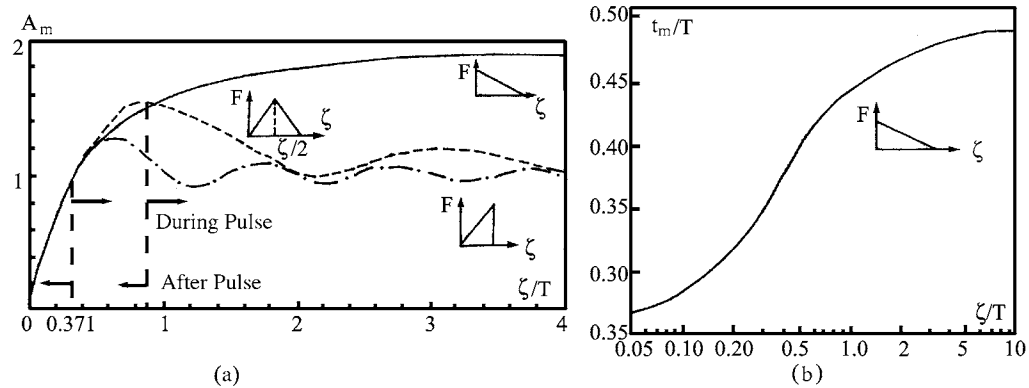 A_m
2
1
F
ζ
F
ζ
ζ/2
F
ζ
During Pulse
After Pulse
ζ/T
0 0.371 1 2 3 4
(a)
t_m/T
0.50
0.45
0.40
0.35
0.30
0.35
F
ζ
ζ/T
0.05 0.10 0.20 0.5 1.0 2 5 10
(b)